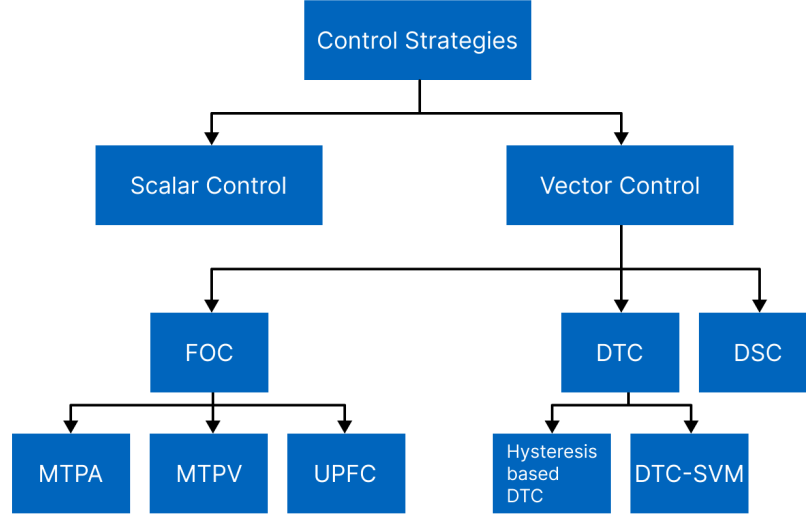 Control Strategies
Scalar Control
Vector Control
FOC
DTC
DSC
MTPA
MTPV
UPFC
Hysteresis
based
DTC
DTC-SVM